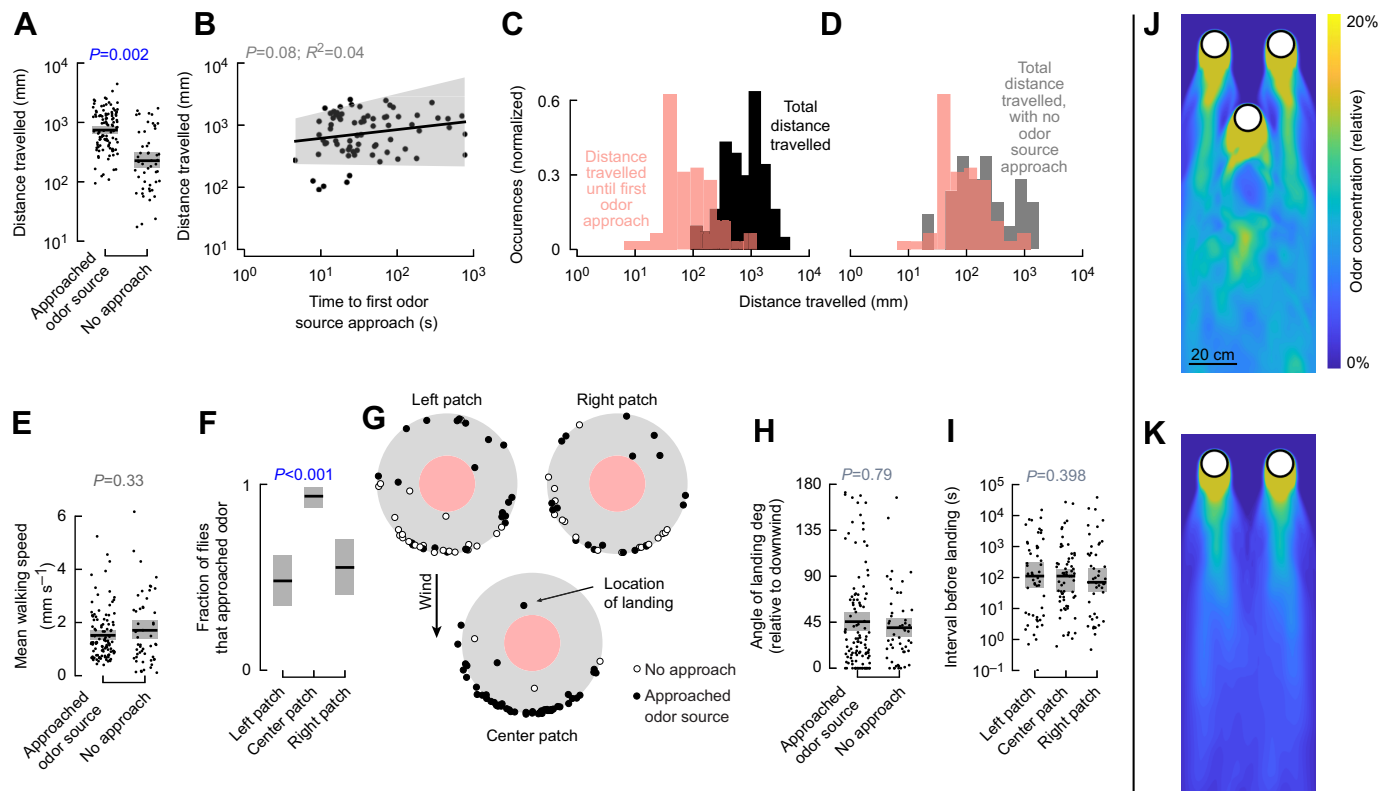 A
P=0.002
Distance travelled (mm)
10^4
10^3
10^2
10^1
Approached
odor source
No approach
B
P=0.08; R^2=0.04
Distance travelled (mm)
10^4
10^3
10^2
10^1
10^0
10^1
10^2
10^3
Time to first odor
source approach (s)
C
Occurences (normalized)
0.6
0.3
0
Distance
travelled
until first
odor
approach
Total
distance
travelled
10^0
10^1
10^2
10^3
10^4
D
Total
distance
travelled,
with no
odor
source
approach
10^0
10^1
10^2
10^3
10^4
Distance travelled (mm)
J
20%
Odor concentration (relative)
0%
20 cm
E
P=0.33
Mean walking speed
(mm s^−1)
6
4
2
0
Approached
odor source
No approach
F
P<0.001
Fraction of flies
that approached odor
1
0
Left patch
Center patch
Right patch
G
Left patch
Right patch
Wind
Location
of landing
No approach
Approached
odor source
Center patch
H
P=0.79
Angle of landing deg
(relative to downwind)
180
135
90
45
0
Approached
odor source
No approach
I
P=0.398
Interval before landing (s)
10^5
10^4
10^3
10^2
10^1
10^0
10^−1
Left patch
Center patch
Right patch
K